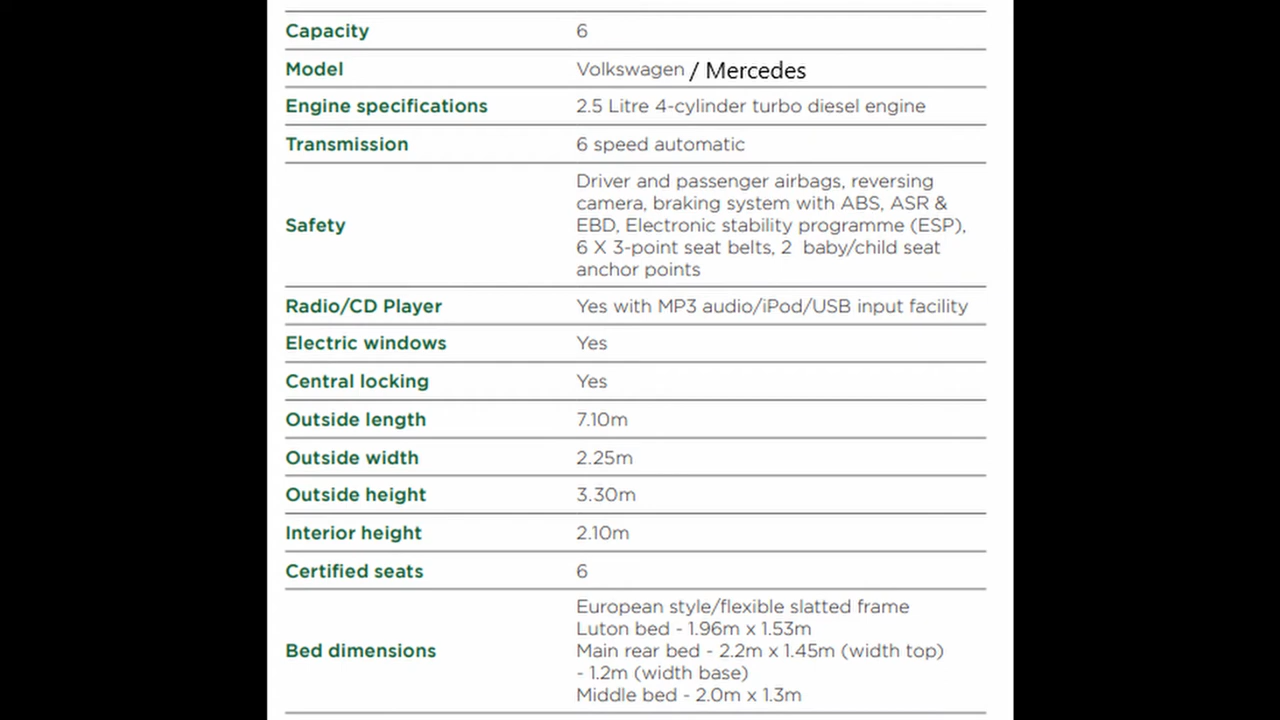 Capacity 6
Model Volkswagen / Mercedes
Engine specifications 2.5 Litre 4-cylinder turbo diesel engine
Transmission 6 speed automatic
Safety Driver and passenger airbags, reversing
camera, braking system with ABS, ASR &
EBD, Electronic stability programme (ESP),
6 X 3-point seat belts, 2 baby/child seat
anchor points
Radio/CD Player Yes with MP3 audio/iPod/USB input facility
Electric windows Yes
Central locking Yes
Outside length 7.10m
Outside width 2.25m
Outside height 3.30m
Interior height 2.10m
Certified seats 6
Bed dimensions European style/flexible slatted frame
Luton bed - 1.96m x 1.53m
Main rear bed - 2.2m x 1.45m (width top)
- 1.2m (width base)
Middle bed - 2.0m x 1.3m